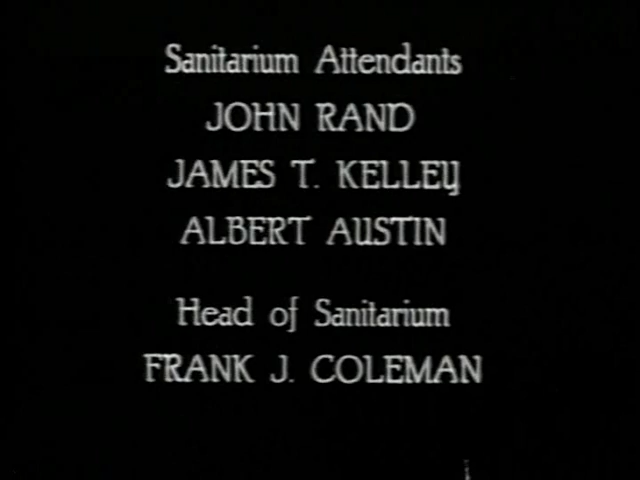 Sanitarium Attendants
JOHN RAND
JAMES T. KELLEY
ALBERT AUSTIN
Head of Sanitarium
FRANK J. COLEMAN